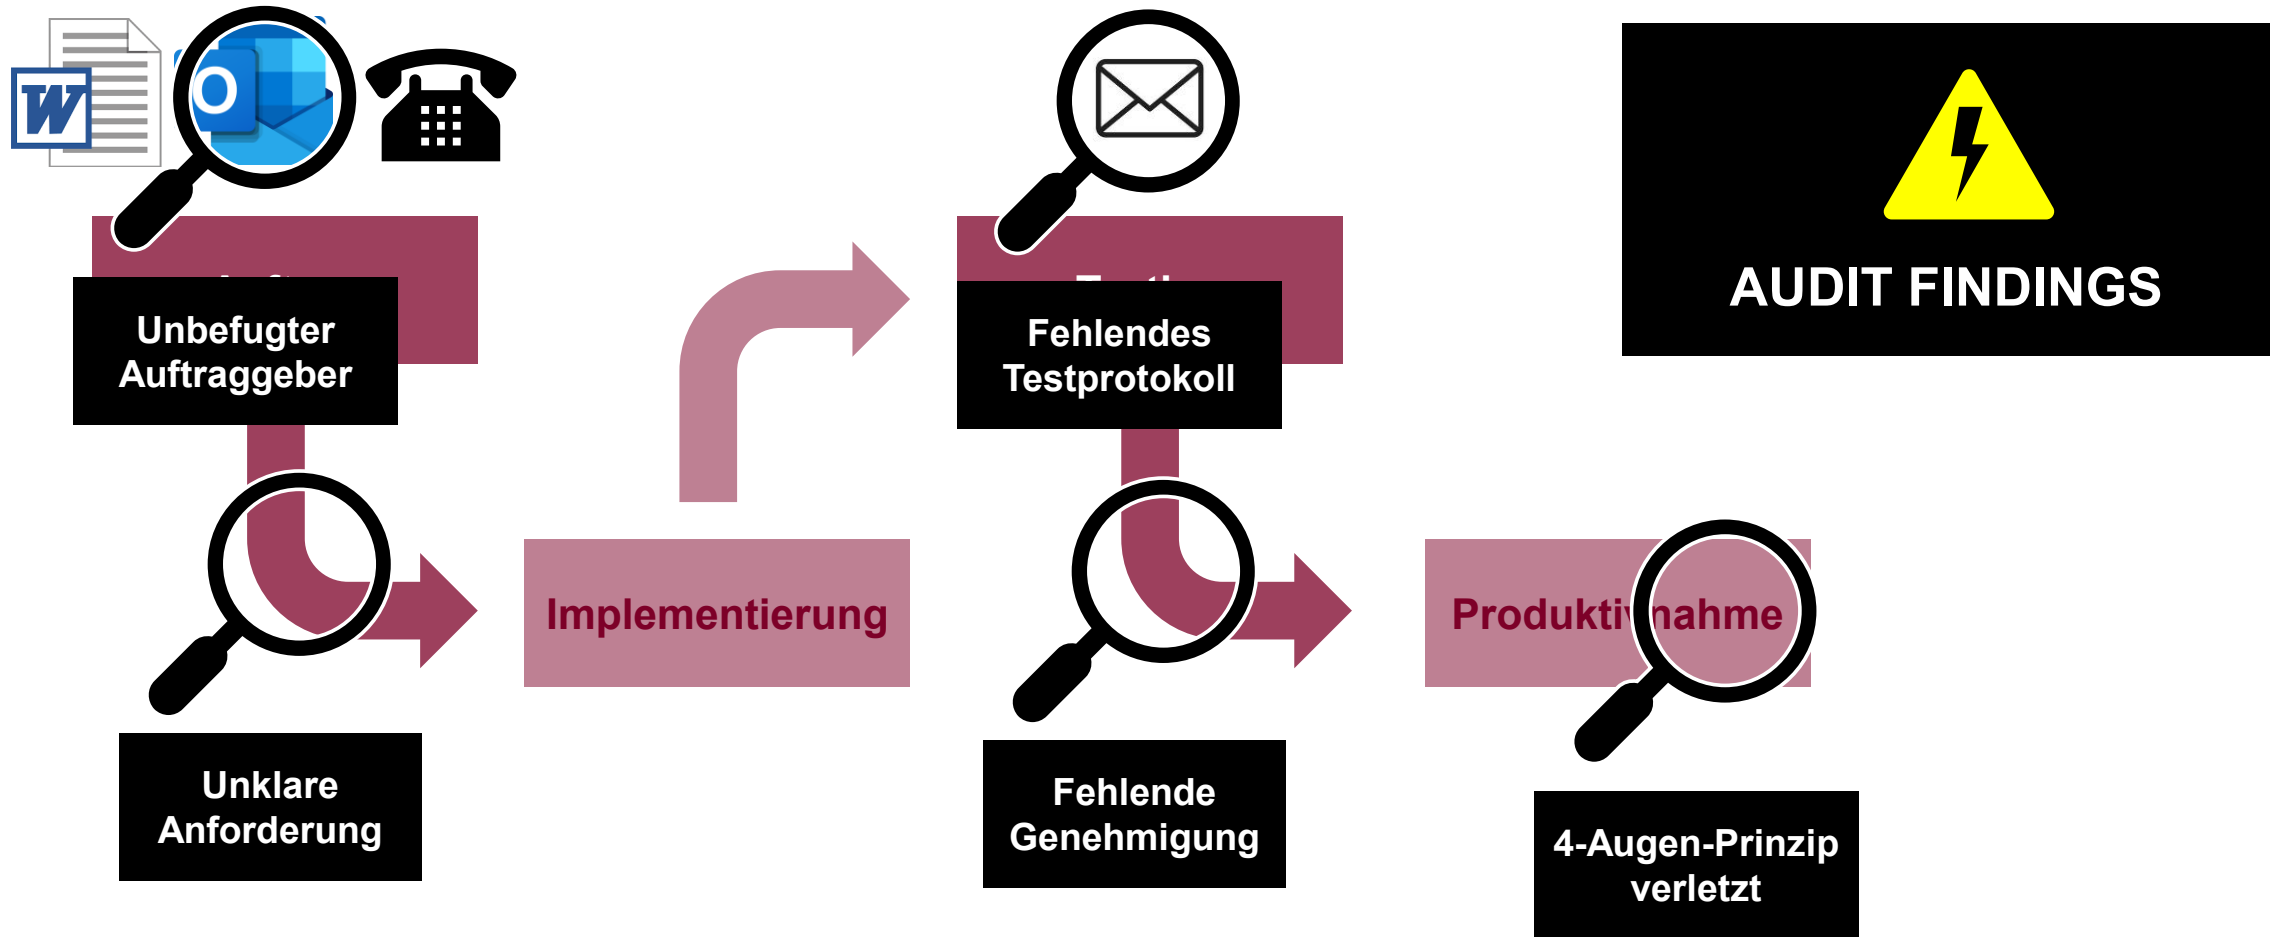 W
O
Unbefugter
Auftraggeber
Fehlendes
Testprotokoll
AUDIT FINDINGS
Implementierung
Unklare
Anforderung
Fehlende
Genehmigung
4-Augen-Prinzip
verletzt